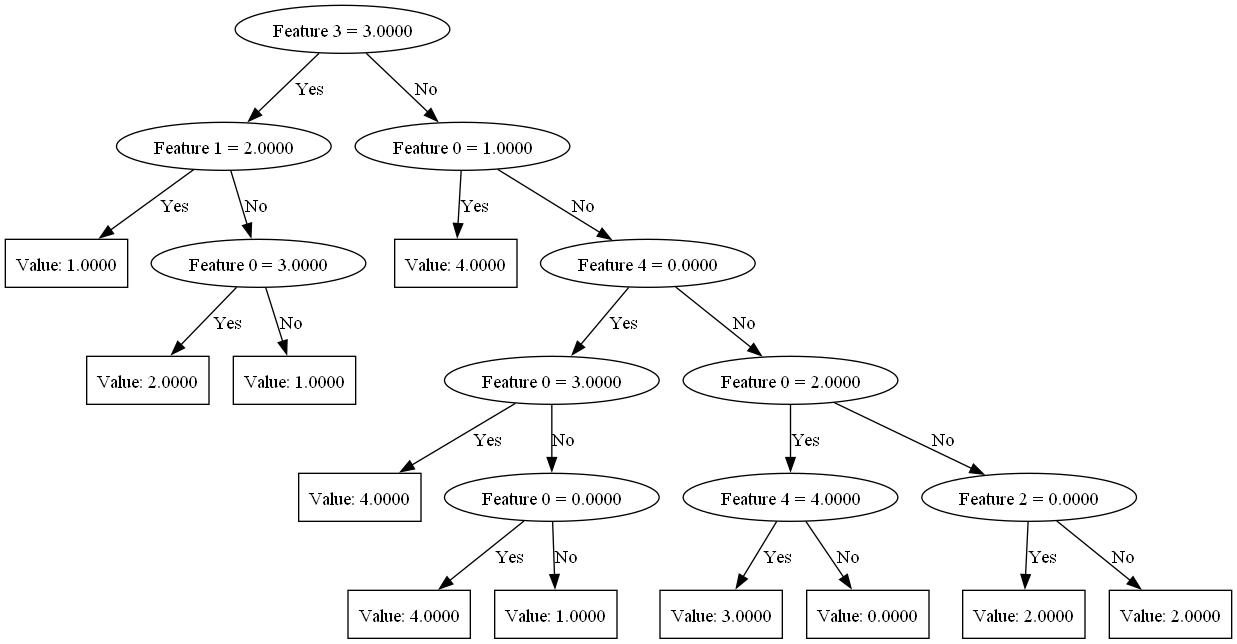 Feature 3 = 3.0000
Yes
No
Feature 1 = 2.0000
Feature 0 = 1.0000
Yes
No
Yes
No
Value: 1.0000
Feature 0 = 3.0000
Value: 4.0000
Feature 4 = 0.0000
Yes
No
Yes
No
Value: 2.0000
Value: 1.0000
Feature 0 = 3.0000
Feature 0 = 2.0000
Yes
No
Yes
No
Value: 4.0000
Feature 0 = 0.0000
Feature 4 = 4.0000
Feature 2 = 0.0000
Yes
No
Yes
No
Yes
No
Value: 4.0000
Value: 1.0000
Value: 3.0000
Value: 0.0000
Value: 2.0000
Value: 2.0000